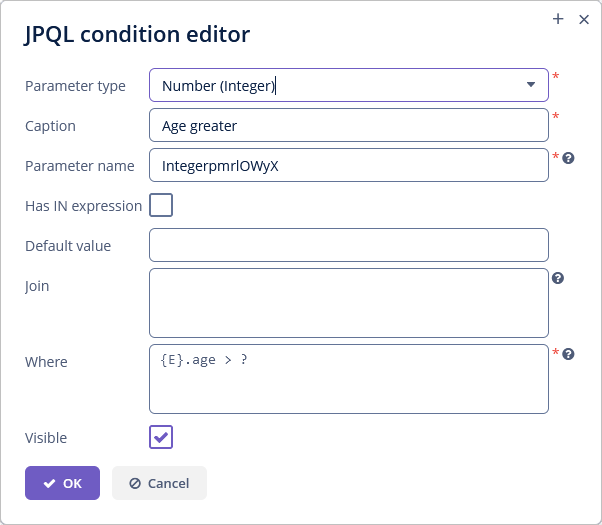 JPQL condition editor
Parameter type Number (Integer) *
Caption Age greater *
Parameter name IntegerpmrlOWyX * ?
Has IN expression
Default value
Join ?
Where {E}.age > ? * ?
Visible
OK Cancel